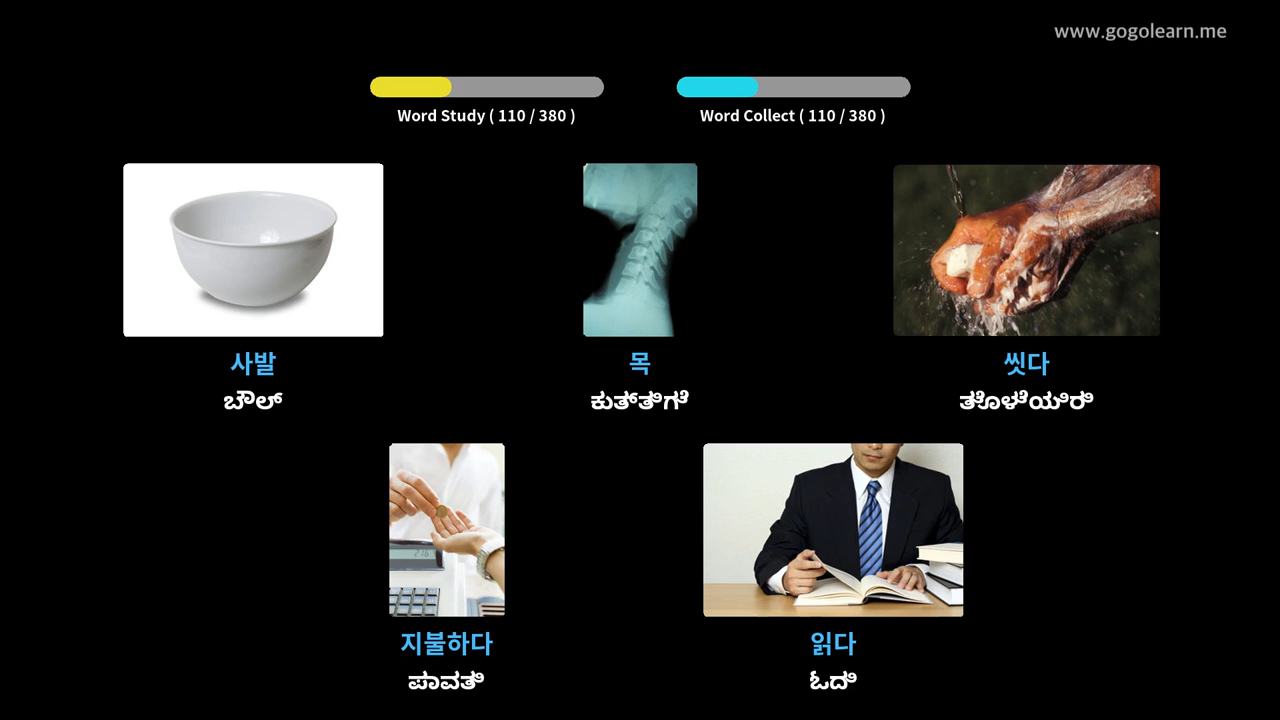 www.gogolearn.me
Word Study ( 110 / 380 )
Word Collect ( 110 / 380 )
사발
ಬೌಲ್
목
ಕುತ್ತಿಗೆ
씻다
ತೊಳೆಯಿರಿ
지불하다
ಪಾವತಿ
읽다
ಓದಿ